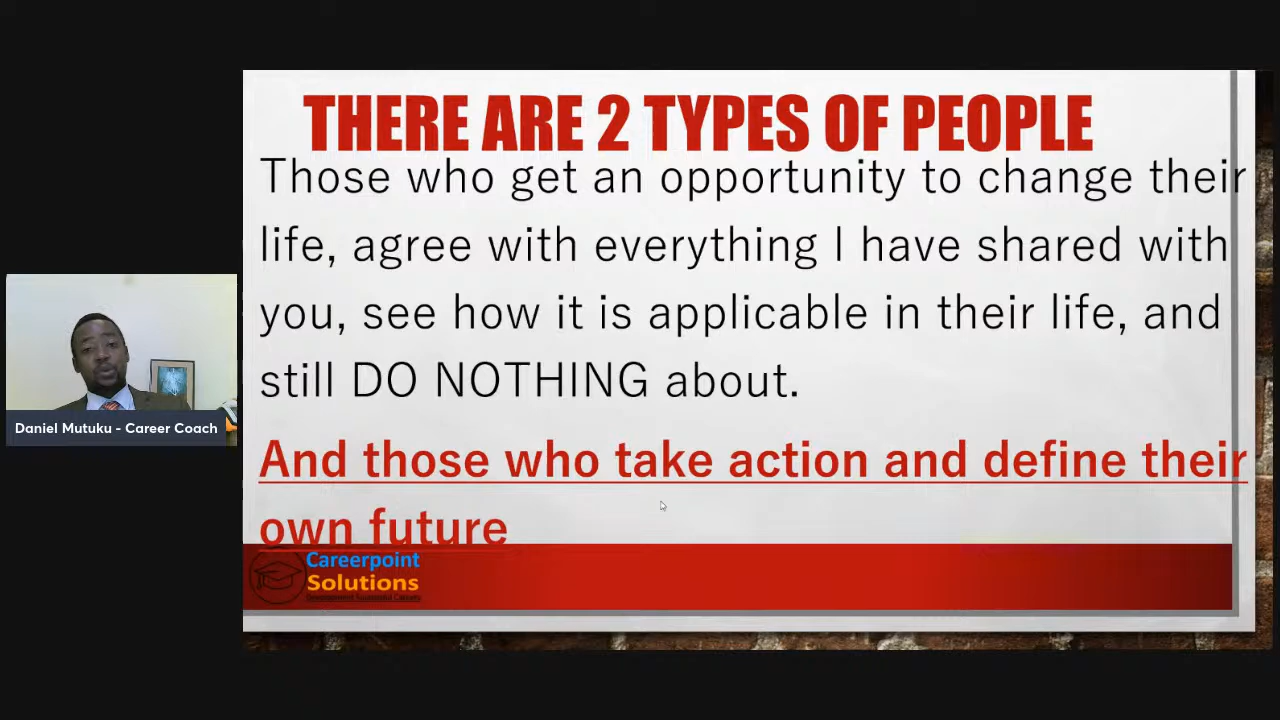 THERE ARE 2 TYPES OF PEOPLE
Those who get an opportunity to change their
life, agree with everything I have shared with
you, see how it is applicable in their life, and
still DO NOTHING about.
And those who take action and define their
own future
Careerpoint
Solutions
Daniel Mutuku - Career Coach